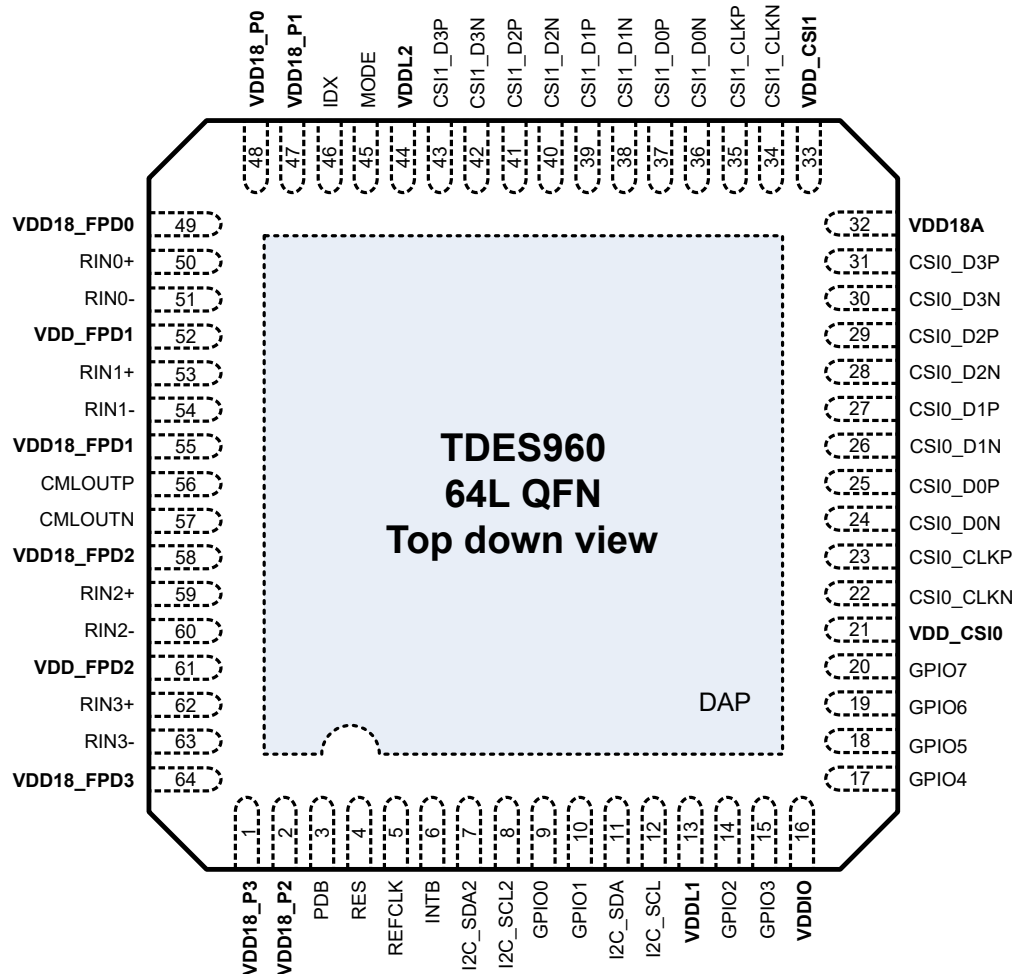 VDD18_P0
VDD18_P1
IDX
MODE
VDDL2
CSI1_D3P
CSI1_D3N
CSI1_D2P
CSI1_D2N
CSI1_D1P
CSI1_D1N
CSI1_D0P
CSI1_D0N
CSI1_CLKP
CSI1_CLKN
VDD_CSI1
48
47
46
45
44
43
42
41
40
39
38
37
36
35
34
33
VDD18_FPD0 49
RIN0+ 50
RIN0- 51
VDD_FPD1 52
RIN1+ 53
RIN1- 54
VDD18_FPD1 55
CMLOUTP 56
CMLOUTN 57
VDD18_FPD2 58
RIN2+ 59
RIN2- 60
VDD_FPD2 61
RIN3+ 62
RIN3- 63
VDD18_FPD3 64
TDES960
64L QFN
Top down view
DAP
32 VDD18A
31 CSI0_D3P
30 CSI0_D3N
29 CSI0_D2P
28 CSI0_D2N
27 CSI0_D1P
26 CSI0_D1N
25 CSI0_D0P
24 CSI0_D0N
23 CSI0_CLKP
22 CSI0_CLKN
21 VDD_CSI0
20 GPIO7
19 GPIO6
18 GPIO5
17 GPIO4
1
2
3
4
5
6
7
8
9
10
11
12
13
14
15
16
VDD18_P3
VDD18_P2
PDB
RES
REFCLK
INTB
I2C_SDA2
I2C_SCL2
GPIO0
GPIO1
I2C_SDA
I2C_SCL
VDDL1
GPIO2
GPIO3
VDDIO